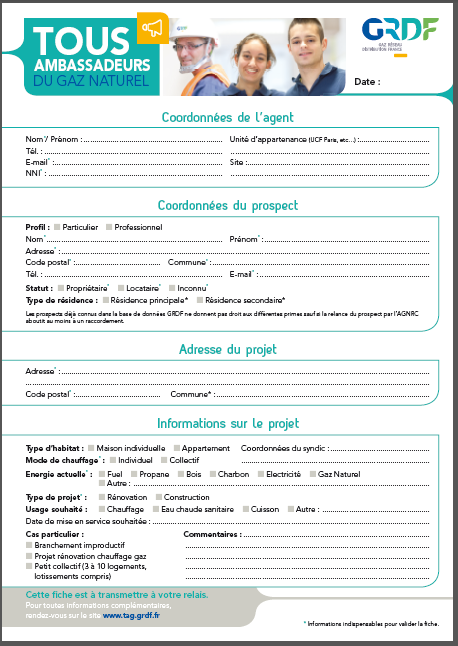 TOUS
AMBASSADEURS
DU GAZ NATUREL
GRDF
GAZ RÉSEAU
DISTRIBUTION FRANCE
Date :
Coordonnées de l'agent
Nom*/ Prénom : Unité d'appartenance (UCF Paris, etc...) :
Tél. :
E-mail* : Site :
NNI* :
Coordonnées du prospect
Profil : Particulier Professionnel
Nom* Prénom* :
Adresse* :
Code postal* : Commune* :
Tél. : E-mail* :
Statut : Propriétaire* Locataire* Inconnu*
Type de résidence : Résidence principale* Résidence secondaire*
Les prospects déjà connus dans la base de données GRDF ne donnent pas droit aux différentes primes sauf si la relance du prospect par l'AGNRC
aboutit au moins à un raccordement.
Adresse du projet
Adresse* :
Code postal* : Commune* :
Informations sur le projet
Type d'habitat : Maison individuelle Appartement Coordonnées du syndic :
Mode de chauffage* : Individuel Collectif
Energie actuelle* : Fuel Propane Bois Charbon Electricité Gaz Naturel
Autre :
Type de projet* : Rénovation Construction
Usage souhaité : Chauffage Eau chaude sanitaire Cuisson Autre :
Date de mise en service souhaitée :
Cas particulier : Commentaires :
Branchement improductif
Projet rénovation chauffage gaz
Petit collectif (3 à 10 logements,
lotissements compris)
Cette fiche est à transmettre à votre relais.
Pour toutes informations complémentaires,
rendez-vous sur le site www.tag.grdf.fr
* Informations indispensables pour valider la fiche.